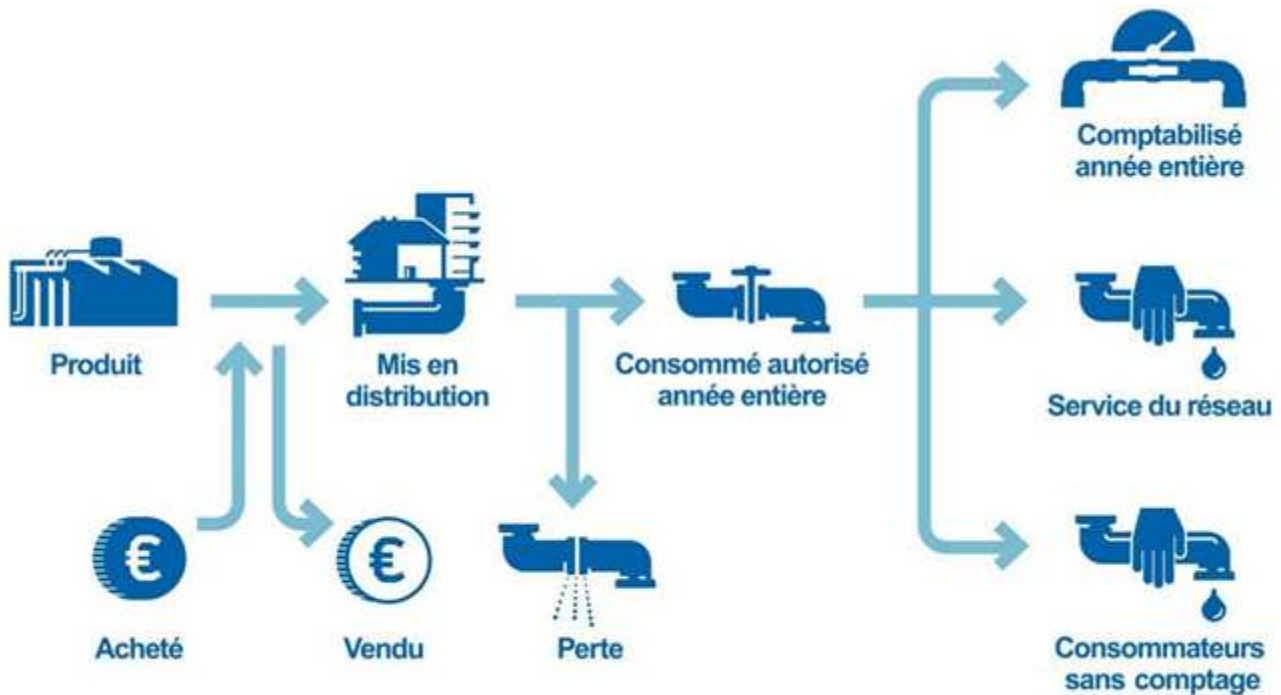 Comptabilisé
année entière
Produit
Mis en
distribution
Consommé autorisé
année entière
Service du réseau
€
Acheté
€
Vendu
Perte
Consommateurs
sans comptage